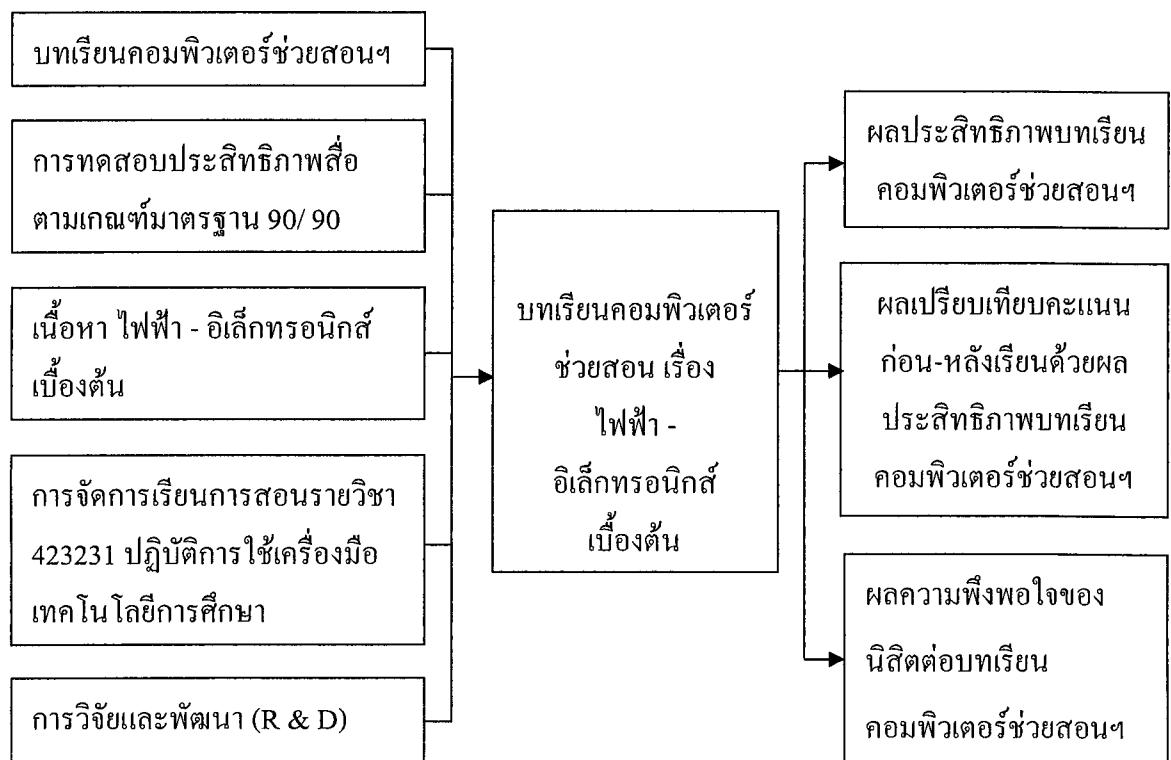 บทเรียนคอมพิวเตอร์ช่วยสอนฯ
การทดสอบประสิทธิภาพสื่อ
ตามเกณฑ์มาตรฐาน 90/ 90
เนื้อหา ไฟฟ้า - อิเล็กทรอนิกส์
เบื้องต้น
การจัดการเรียนการสอนรายวิชา
423231 ปฏิบัติการใช้เครื่องมือ
เทคโนโลยีการศึกษา
การวิจัยและพัฒนา (R & D)
บทเรียนคอมพิวเตอร์
ช่วยสอน เรื่อง
ไฟฟ้า -
อิเล็กทรอนิกส์
เบื้องต้น
ผลประสิทธิภาพบทเรียน
คอมพิวเตอร์ช่วยสอนฯ
ผลเปรียบเทียบคะแนน
ก่อน-หลังเรียนด้วยผล
ประสิทธิภาพบทเรียน
คอมพิวเตอร์ช่วยสอนฯ
ผลความพึงพอใจของ
นิสิตต่อบทเรียน
คอมพิวเตอร์ช่วยสอนฯ